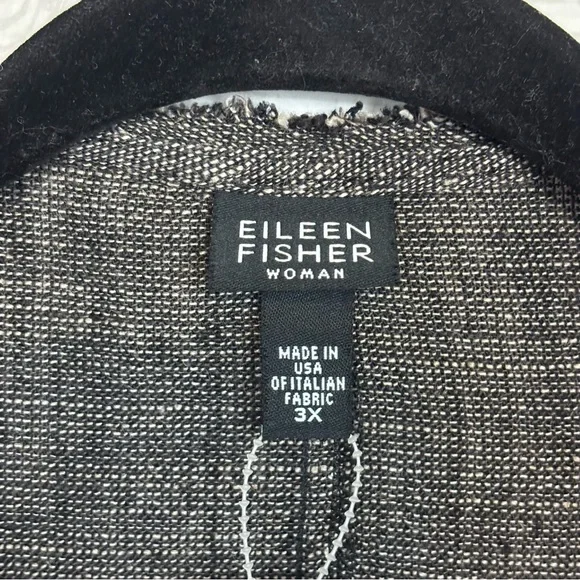 EILEEN
FISHER
WOMAN
MADE IN
USA
OF ITALIAN
FABRIC
3X